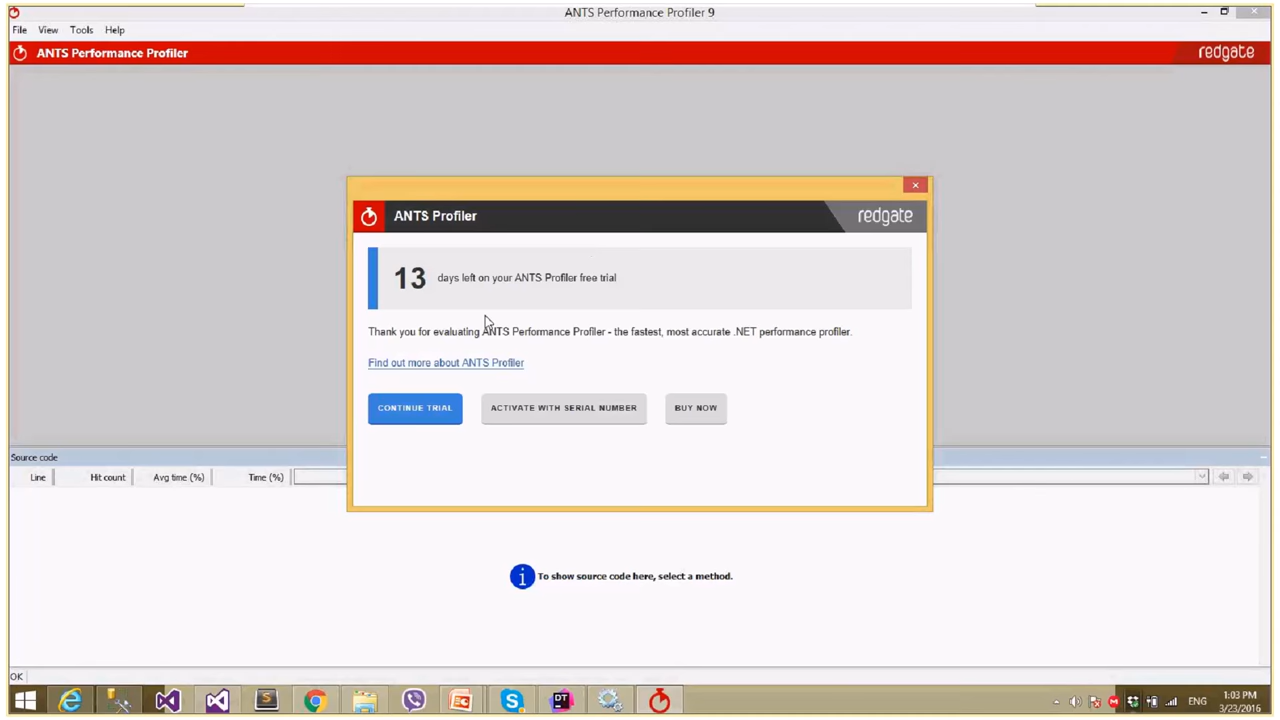 ANTS Performance Profiler 9
File View Tools Help
ANTS Performance Profiler redgate
ANTS Profiler redgate
13 days left on your ANTS Profiler free trial
Thank you for evaluating ANTS Performance Profiler - the fastest, most accurate .NET performance profiler.
Find out more about ANTS Profiler
CONTINUE TRIAL ACTIVATE WITH SERIAL NUMBER BUY NOW
Source code
Line Hit count Avg time (%) Time (%)
To show source code here, select a method.
OK
DT
ENG 1:03 PM
3/23/2016